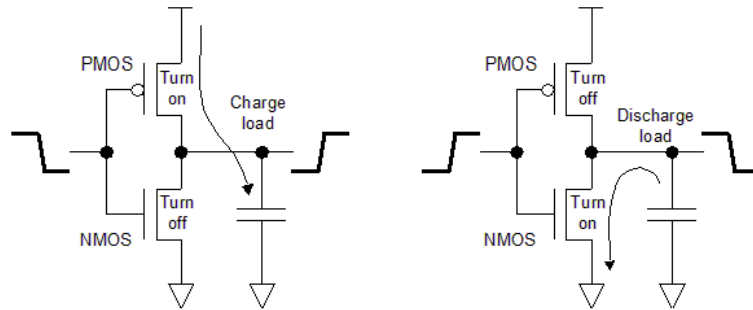 PMOS
Turn
on
Charge
load
Turn
off
NMOS
PMOS
Turn
off
Discharge
load
Turn
on
NMOS